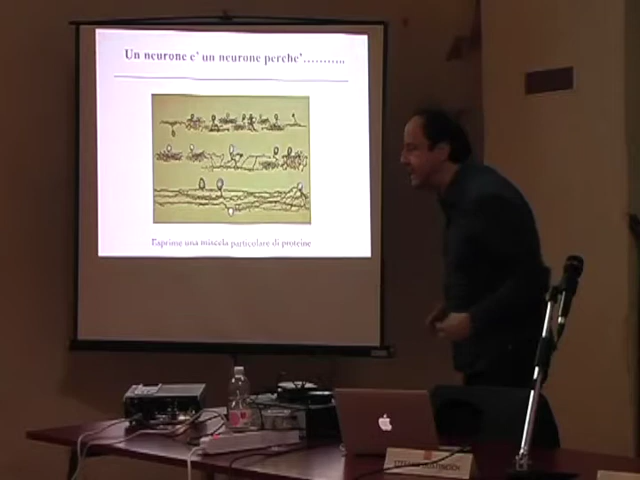 Un neurone e' un neurone perche'...........
Esprime una miscela particolare di proteine